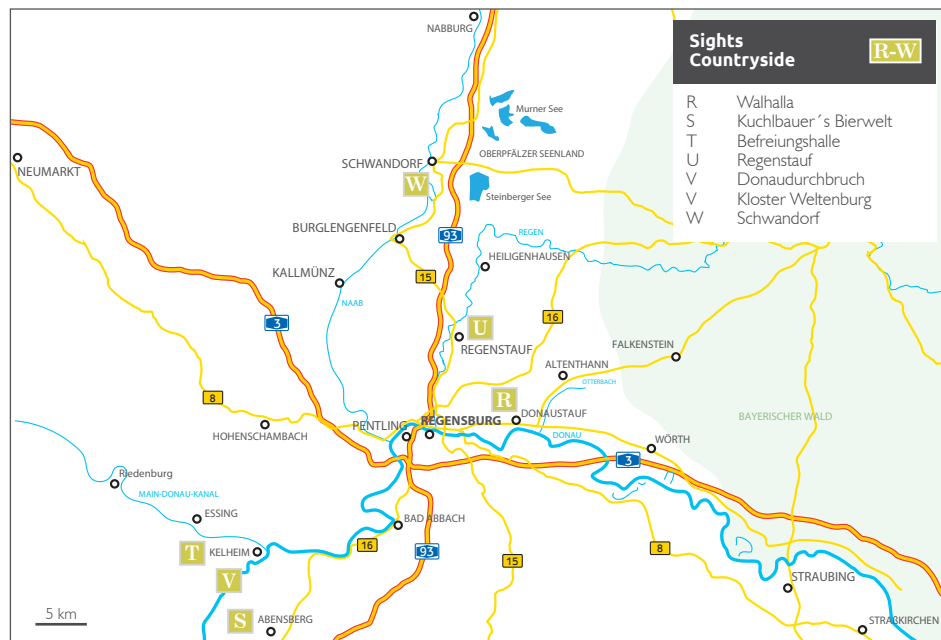 NABBURG
Sights
Countryside
R-W
R Walhalla
S Kuchlbauer´s Bierwelt
T Befreiungshalle
U Regenstauf
V Donaudurchbruch
V Kloster Weltenburg
W Schwandorf
Murner See
OBERPFÄLZER SEENLAND
SCHWANDORF
NEUMARKT
W
Steinberger See
BURGLENGENFELD
93
REGEN
HEILIGENHAUSEN
KALLMÜNZ
15
NAAB
3
U
16
REGENSTAUF
FALKENSTEIN
ALTENTHANN
OTTERBACH
8
R
BAYERISCHER WALD
DONAUSTAUF
REGENSBURG
PENTLING
HOHENSCHAMBACH
DONAU
WÖRTH
3
Riedenburg
MAIN-DONAU-KANAL
ESSING
BAD ABBACH
T
KELHEIM
16
93
15
8
V
STRAUBING
S
ABENSBERG
5 km
STRAßKIRCHEN